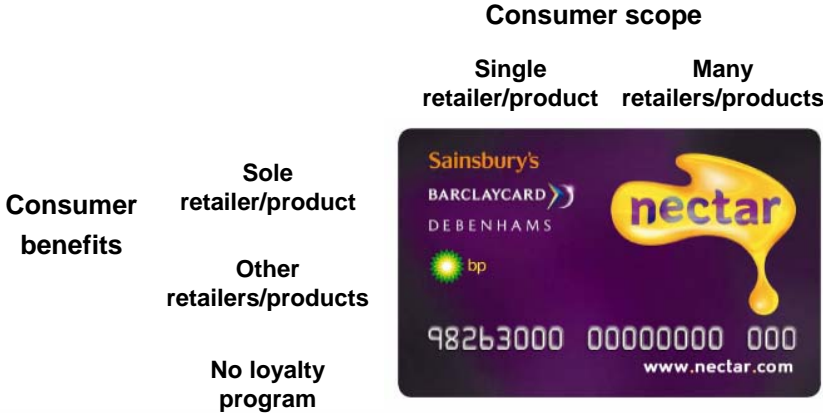 Consumer scope
Single
retailer/product
Many
retailers/products
Consumer
benefits
Sole
retailer/product
Other
retailers/products
No loyalty
program
Sainsbury's
BARCLAYCARD
DEBENHAMS
bp
nectar
98263000 00000000 000
www.nectar.com